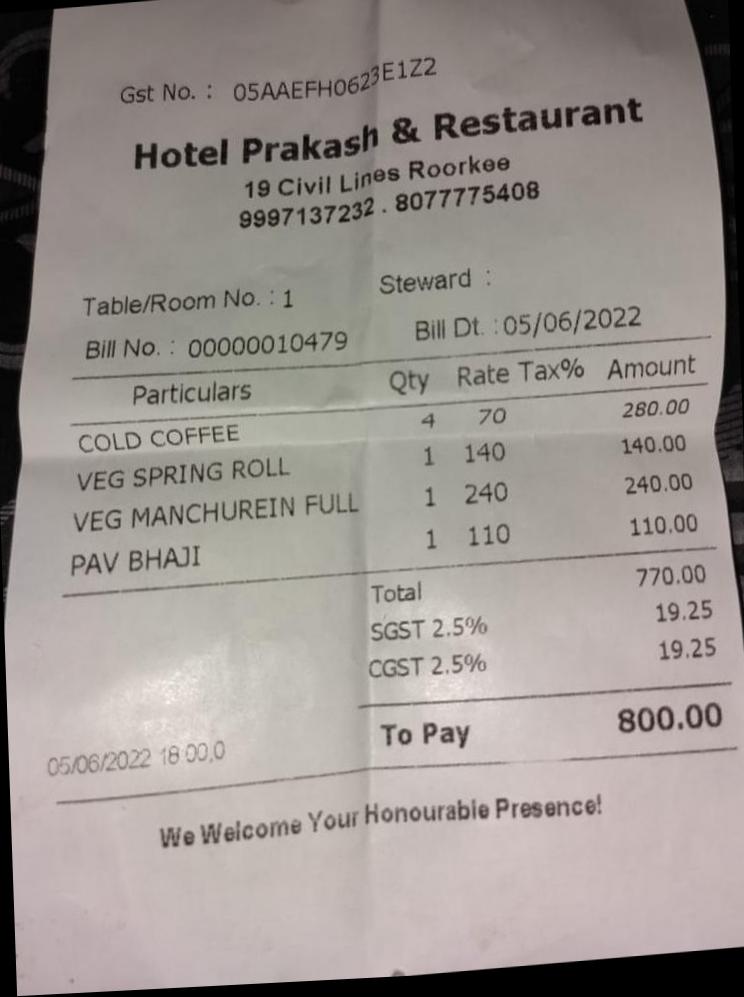 Gst No. : 05AAEFH0623E1Z2
Hotel Prakash & Restaurant
19 Civil Lines Roorkee
9997137232 . 8077775408
Table/Room No. : 1 Steward :
Bill No. : 00000010479 Bill Dt. : 05/06/2022
Particulars Qty Rate Tax% Amount
COLD COFFEE 4 70 280.00
VEG SPRING ROLL 1 140 140.00
VEG MANCHUREIN FULL 1 240 240.00
PAV BHAJI 1 110 110.00
Total 770.00
SGST 2.5% 19.25
CGST 2.5% 19.25
To Pay 800.00
05/06/2022 18 00,0
We Welcome Your Honourable Presence!